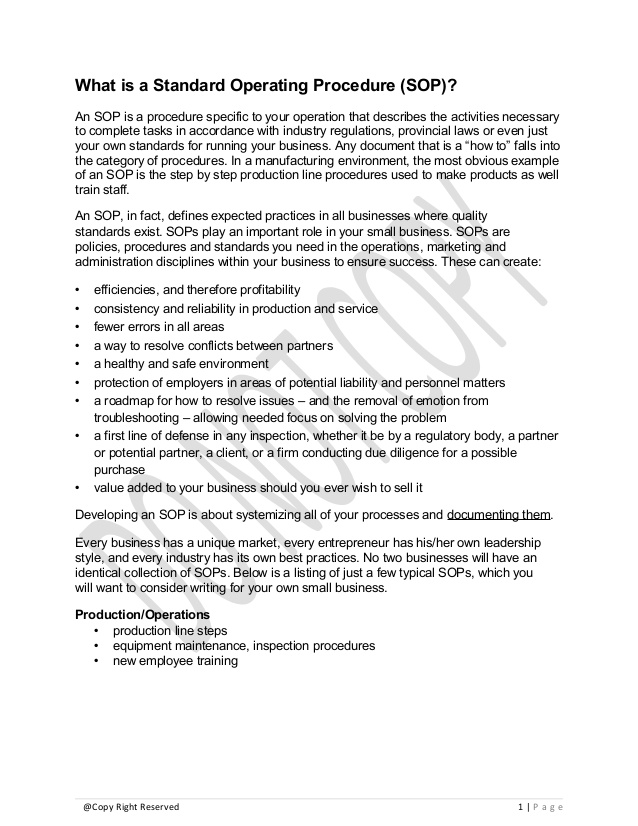 What is a Standard Operating Procedure (SOP)?
An SOP is a procedure specific to your operation that describes the activities necessary
to complete tasks in accordance with industry regulations, provincial laws or even just
your own standards for running your business. Any document that is a “how to” falls into
the category of procedures. In a manufacturing environment, the most obvious example
of an SOP is the step by step production line procedures used to make products as well
train staff.
An SOP, in fact, defines expected practices in all businesses where quality
standards exist. SOPs play an important role in your small business. SOPs are
policies, procedures and standards you need in the operations, marketing and
administration disciplines within your business to ensure success. These can create:
• efficiencies, and therefore profitability
• consistency and reliability in production and service
• fewer errors in all areas
• a way to resolve conflicts between partners
• a healthy and safe environment
• protection of employers in areas of potential liability and personnel matters
• a roadmap for how to resolve issues – and the removal of emotion from
troubleshooting – allowing needed focus on solving the problem
• a first line of defense in any inspection, whether it be by a regulatory body, a partner
or potential partner, a client, or a firm conducting due diligence for a possible
purchase
• value added to your business should you ever wish to sell it
Developing an SOP is about systemizing all of your processes and documenting them.
Every business has a unique market, every entrepreneur has his/her own leadership
style, and every industry has its own best practices. No two businesses will have an
identical collection of SOPs. Below is a listing of just a few typical SOPs, which you
will want to consider writing for your own small business.
Production/Operations
• production line steps
• equipment maintenance, inspection procedures
• new employee training
DO NOT COPY
@Copy Right Reserved 1 | P a g e